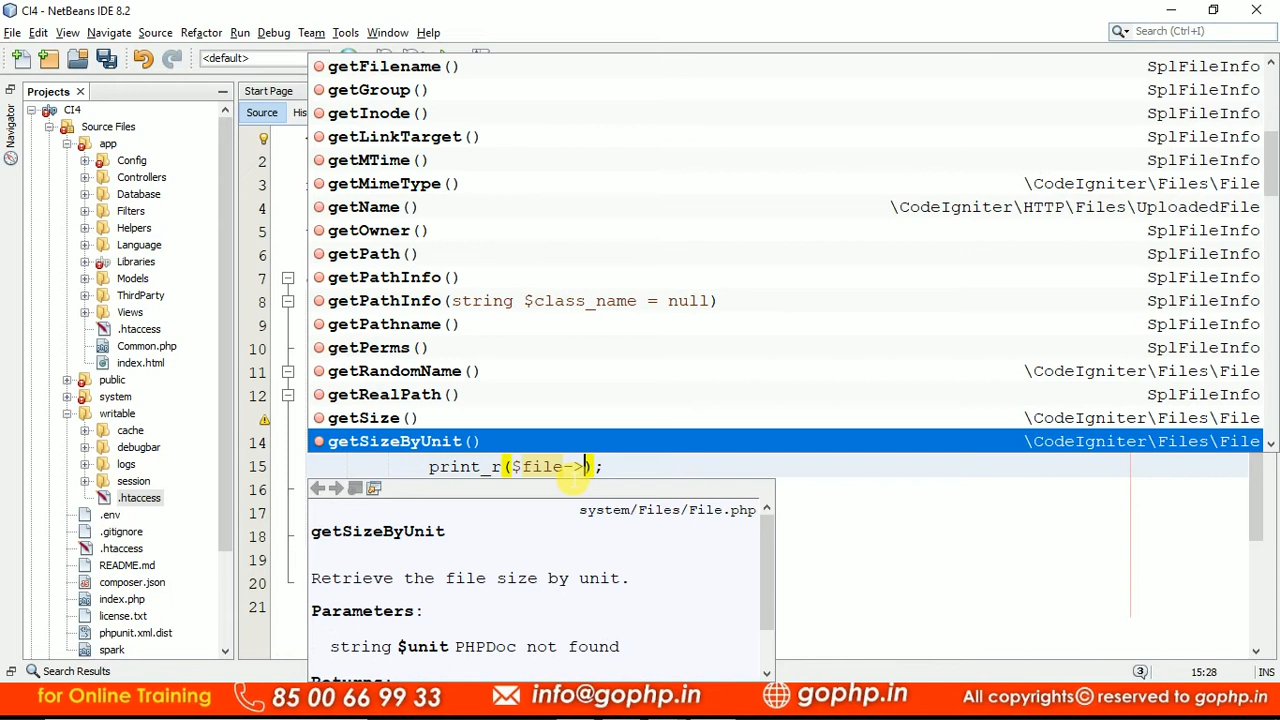 CI4 - NetBeans IDE 8.2
File Edit View Navigate Source Refactor Run Debug Team Tools Window Help
Search (Ctrl+I)
<default>
Projects
Start Page
Navigator
Source His
CI4
Source Files
app
Config
Controllers
Database
Filters
Helpers
Language
Libraries
Models
ThirdParty
Views
.htaccess
Common.php
index.html
public
system
writable
cache
debugbar
logs
session
.htaccess
.env
.gitignore
.htaccess
README.md
composer.json
index.php
license.txt
phpunit.xml.dist
spark
getFilename() SplFileInfo
getGroup() SplFileInfo
2
getInode() SplFileInfo
getLinkTarget() SplFileInfo
3
getMTime() SplFileInfo
getMimeType() \CodeIgniter\Files\File
4
getName() \CodeIgniter\HTTP\Files\UploadedFile
5
getOwner() SplFileInfo
6
getPath() SplFileInfo
7
getPathInfo() SplFileInfo
8
getPathInfo(string $class_name = null)
9
getPathname() SplFileInfo
10
getPerms() SplFileInfo
11
getRandomName() \CodeIgniter\Files\File
12
getRealPath() SplFileInfo
getSize() \CodeIgniter\Files\File
14
getSizeByUnit() \CodeIgniter\Files\File
15 print_r($file->);
16
17
18
19
20
21
system/Files/File.php
getSizeByUnit
Retrieve the file size by unit.
Parameters:
string $unit PHPDoc not found
Returns:
Search Results
3
15:28
INS
for Online Training 85 00 66 99 33 info@gophp.in gophp.in All copyrights© reserved to gophp.in